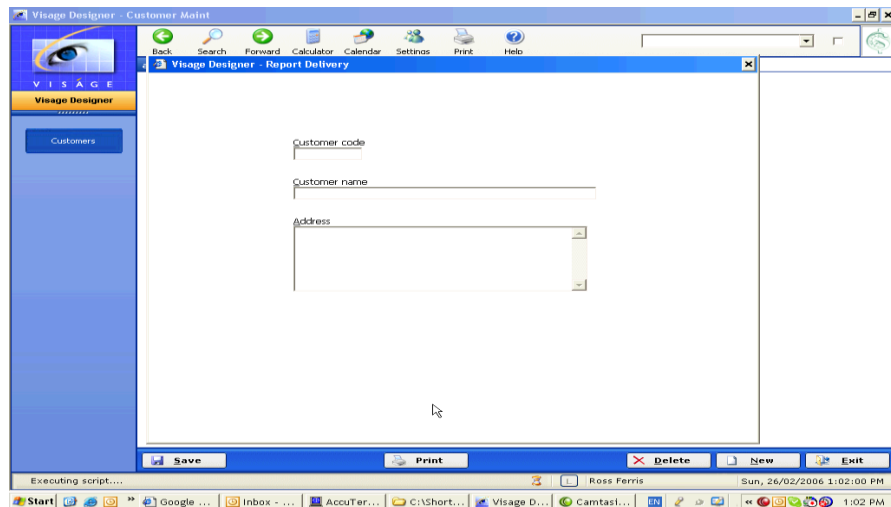 Visage Designer - Customer Maint
Back Search Forward Calculator Calendar Settings Print Help
Visage Designer - Report Delivery
VISÁGE
Visage Designer
Customers
Customer code
Customer name
Address
Save Print Delete New Exit
Executing script.... L Ross Ferris Sun, 26/02/2006 1:02:00 PM
Start » Google ... Inbox - ... AccuTer... C:\Short... Visage D... Camtasi... EN « 1:02 PM